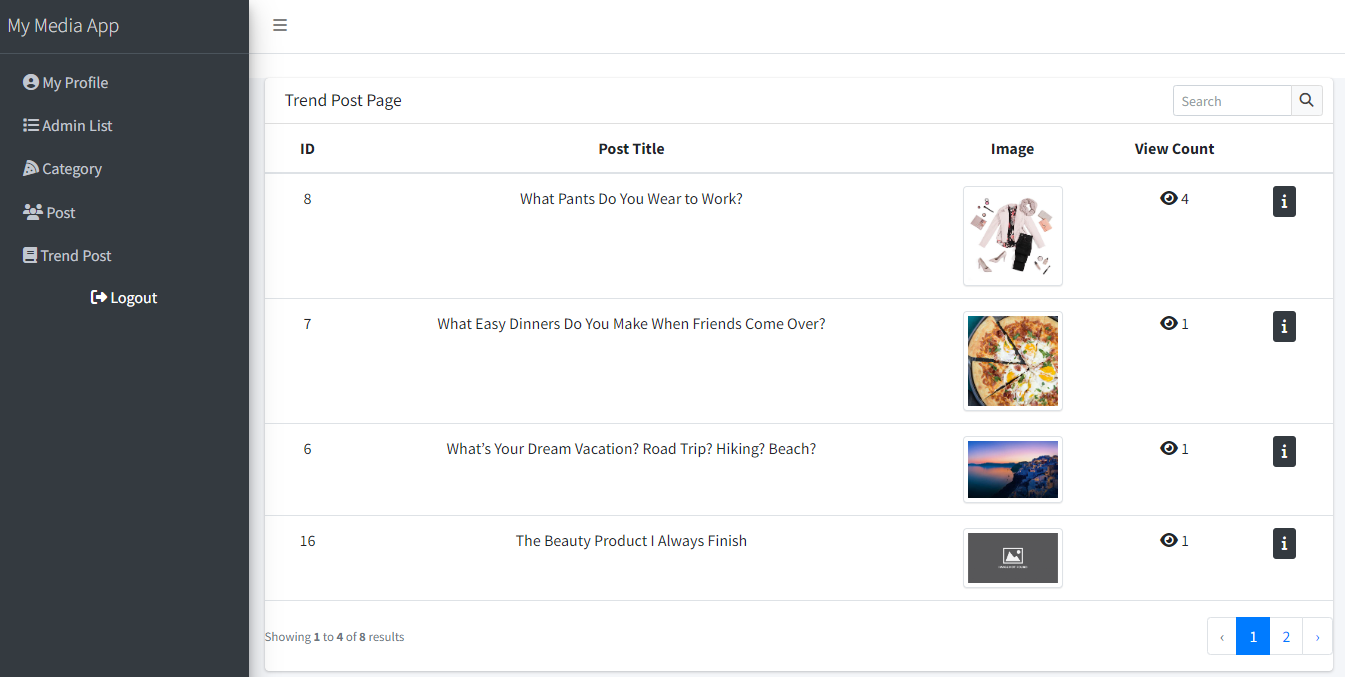 My Media App
My Profile
Admin List
Category
Post
Trend Post
Logout
Trend Post Page
Search
ID Post Title Image View Count
8 What Pants Do You Wear to Work? 4
7 What Easy Dinners Do You Make When Friends Come Over? 1
6 What’s Your Dream Vacation? Road Trip? Hiking? Beach? 1
16 The Beauty Product I Always Finish 1
Showing 1 to 4 of 8 results
‹ 1 2 ›